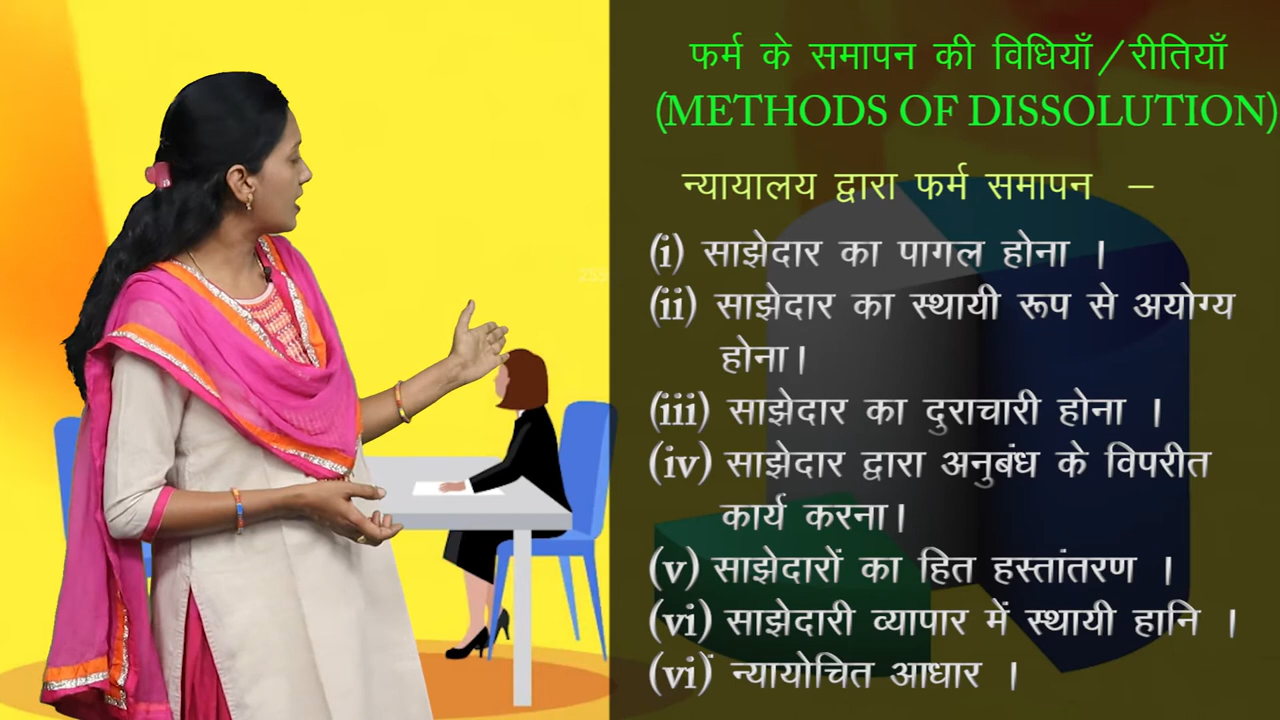 फर्म के समापन की विधियाँ/रीतियाँ
(METHODS OF DISSOLUTION)
न्यायालय द्वारा फर्म समापन –
(i) साझेदार का पागल होना ।
(ii) साझेदार का स्थायी रूप से अयोग्य
होना।
(iii) साझेदार का दुराचारी होना ।
(iv) साझेदार द्वारा अनुबंध के विपरीत
कार्य करना।
(v) साझेदारों का हित हस्तांतरण ।
(vi) साझेदारी व्यापार में स्थायी हानि ।
(vi) न्यायोचित आधार ।